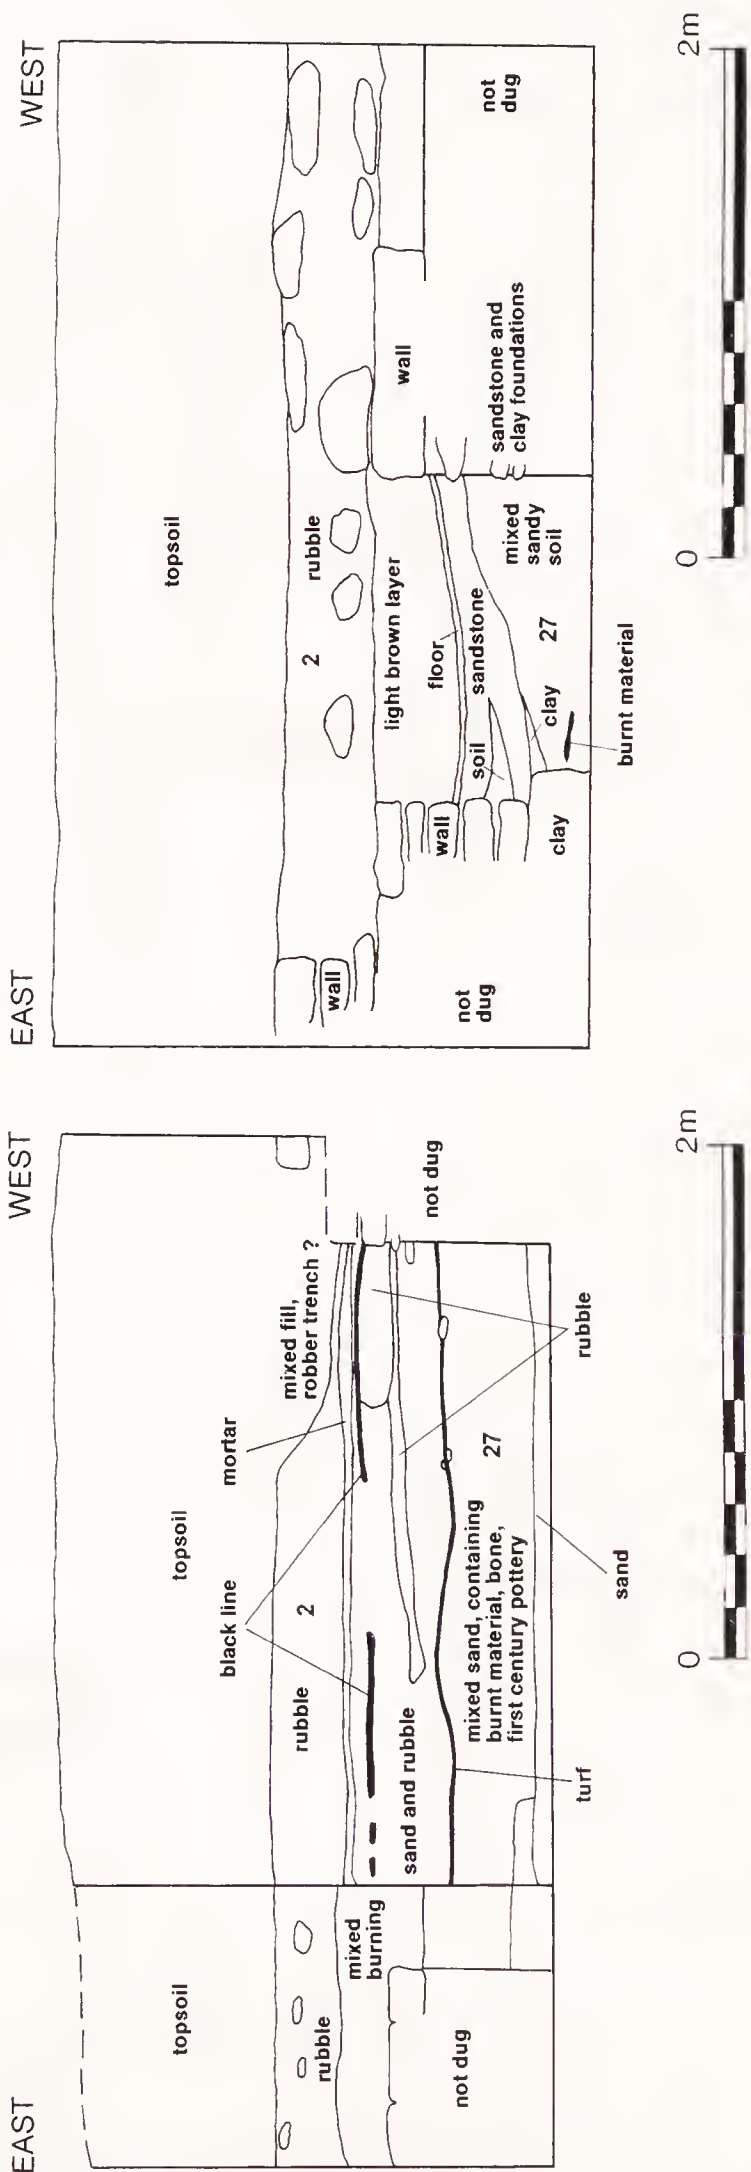 EAST
WEST
topsoil
topsoil
rubble
2
rubble
black line
mortar
mixed fill,
robber trench ?
mixed
burning
sand and rubble
not dug
not dug
rubble
turf
mixed sand, containing
burnt material, bone,
first century pottery
27
sand
0
2m
EAST
WEST
topsoil
2
rubble
wall
light brown layer
wall
not
dug
wall
floor
soil
sandstone
clay
clay
27
mixed
sandy
soil
sandstone and
clay foundations
not
dug
burnt material
0
2m